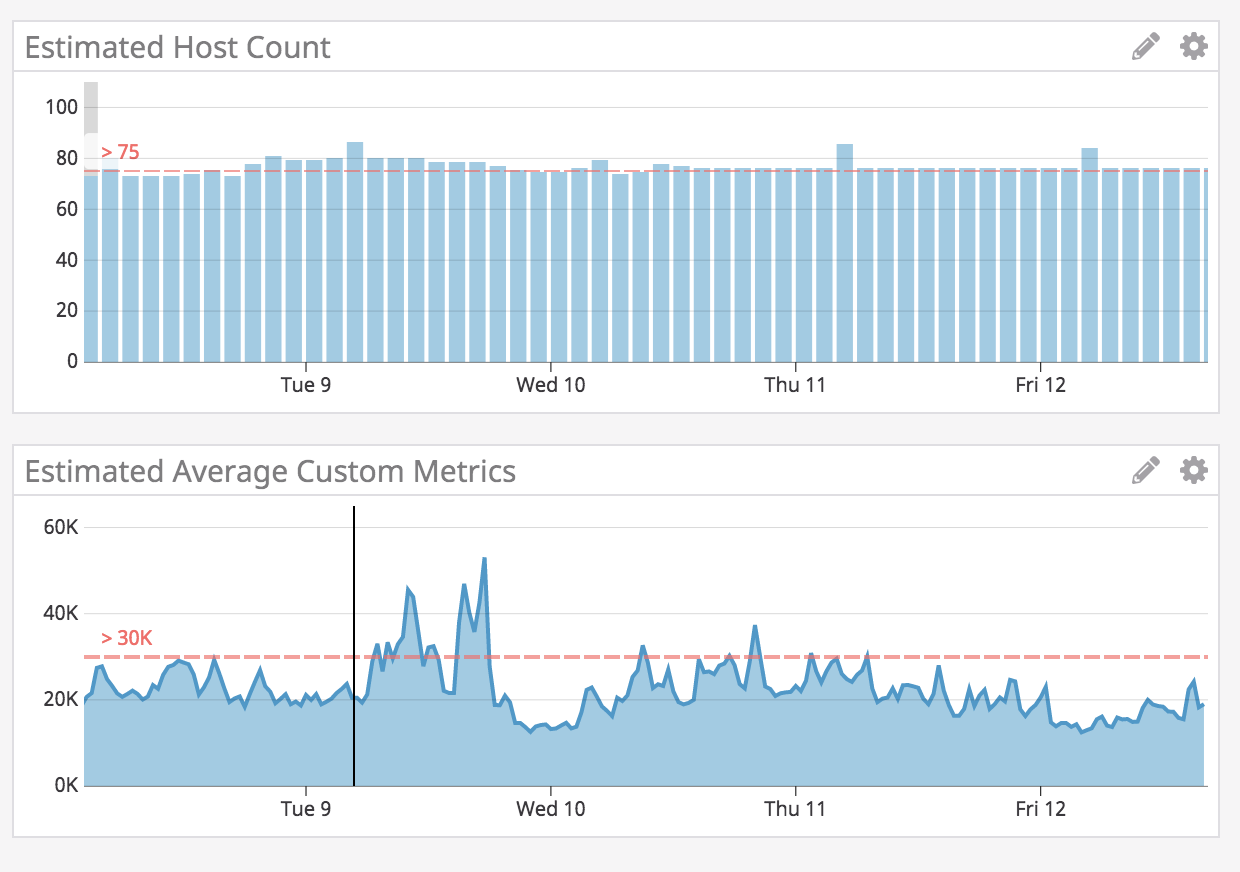 Estimated Host Count
100
> 75
80
60
40
20
0
Tue 9 Wed 10 Thu 11 Fri 12
Estimated Average Custom Metrics
60K
40K
> 30K
20K
0K
Tue 9 Wed 10 Thu 11 Fri 12